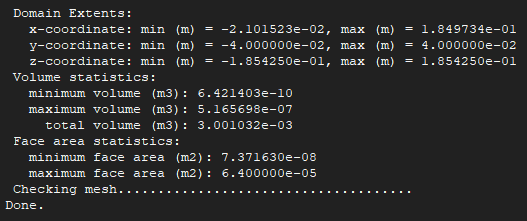 Domain Extents:
x-coordinate: min (m) = -2.101523e-02, max (m) = 1.849734e-01
y-coordinate: min (m) = -4.000000e-02, max (m) = 4.000000e-02
z-coordinate: min (m) = -1.854250e-01, max (m) = 1.854250e-01
Volume statistics:
minimum volume (m3): 6.421403e-10
maximum volume (m3): 5.165698e-07
total volume (m3): 3.001032e-03
Face area statistics:
minimum face area (m2): 7.371630e-08
maximum face area (m2): 6.400000e-05
Checking mesh.....................................
Done.